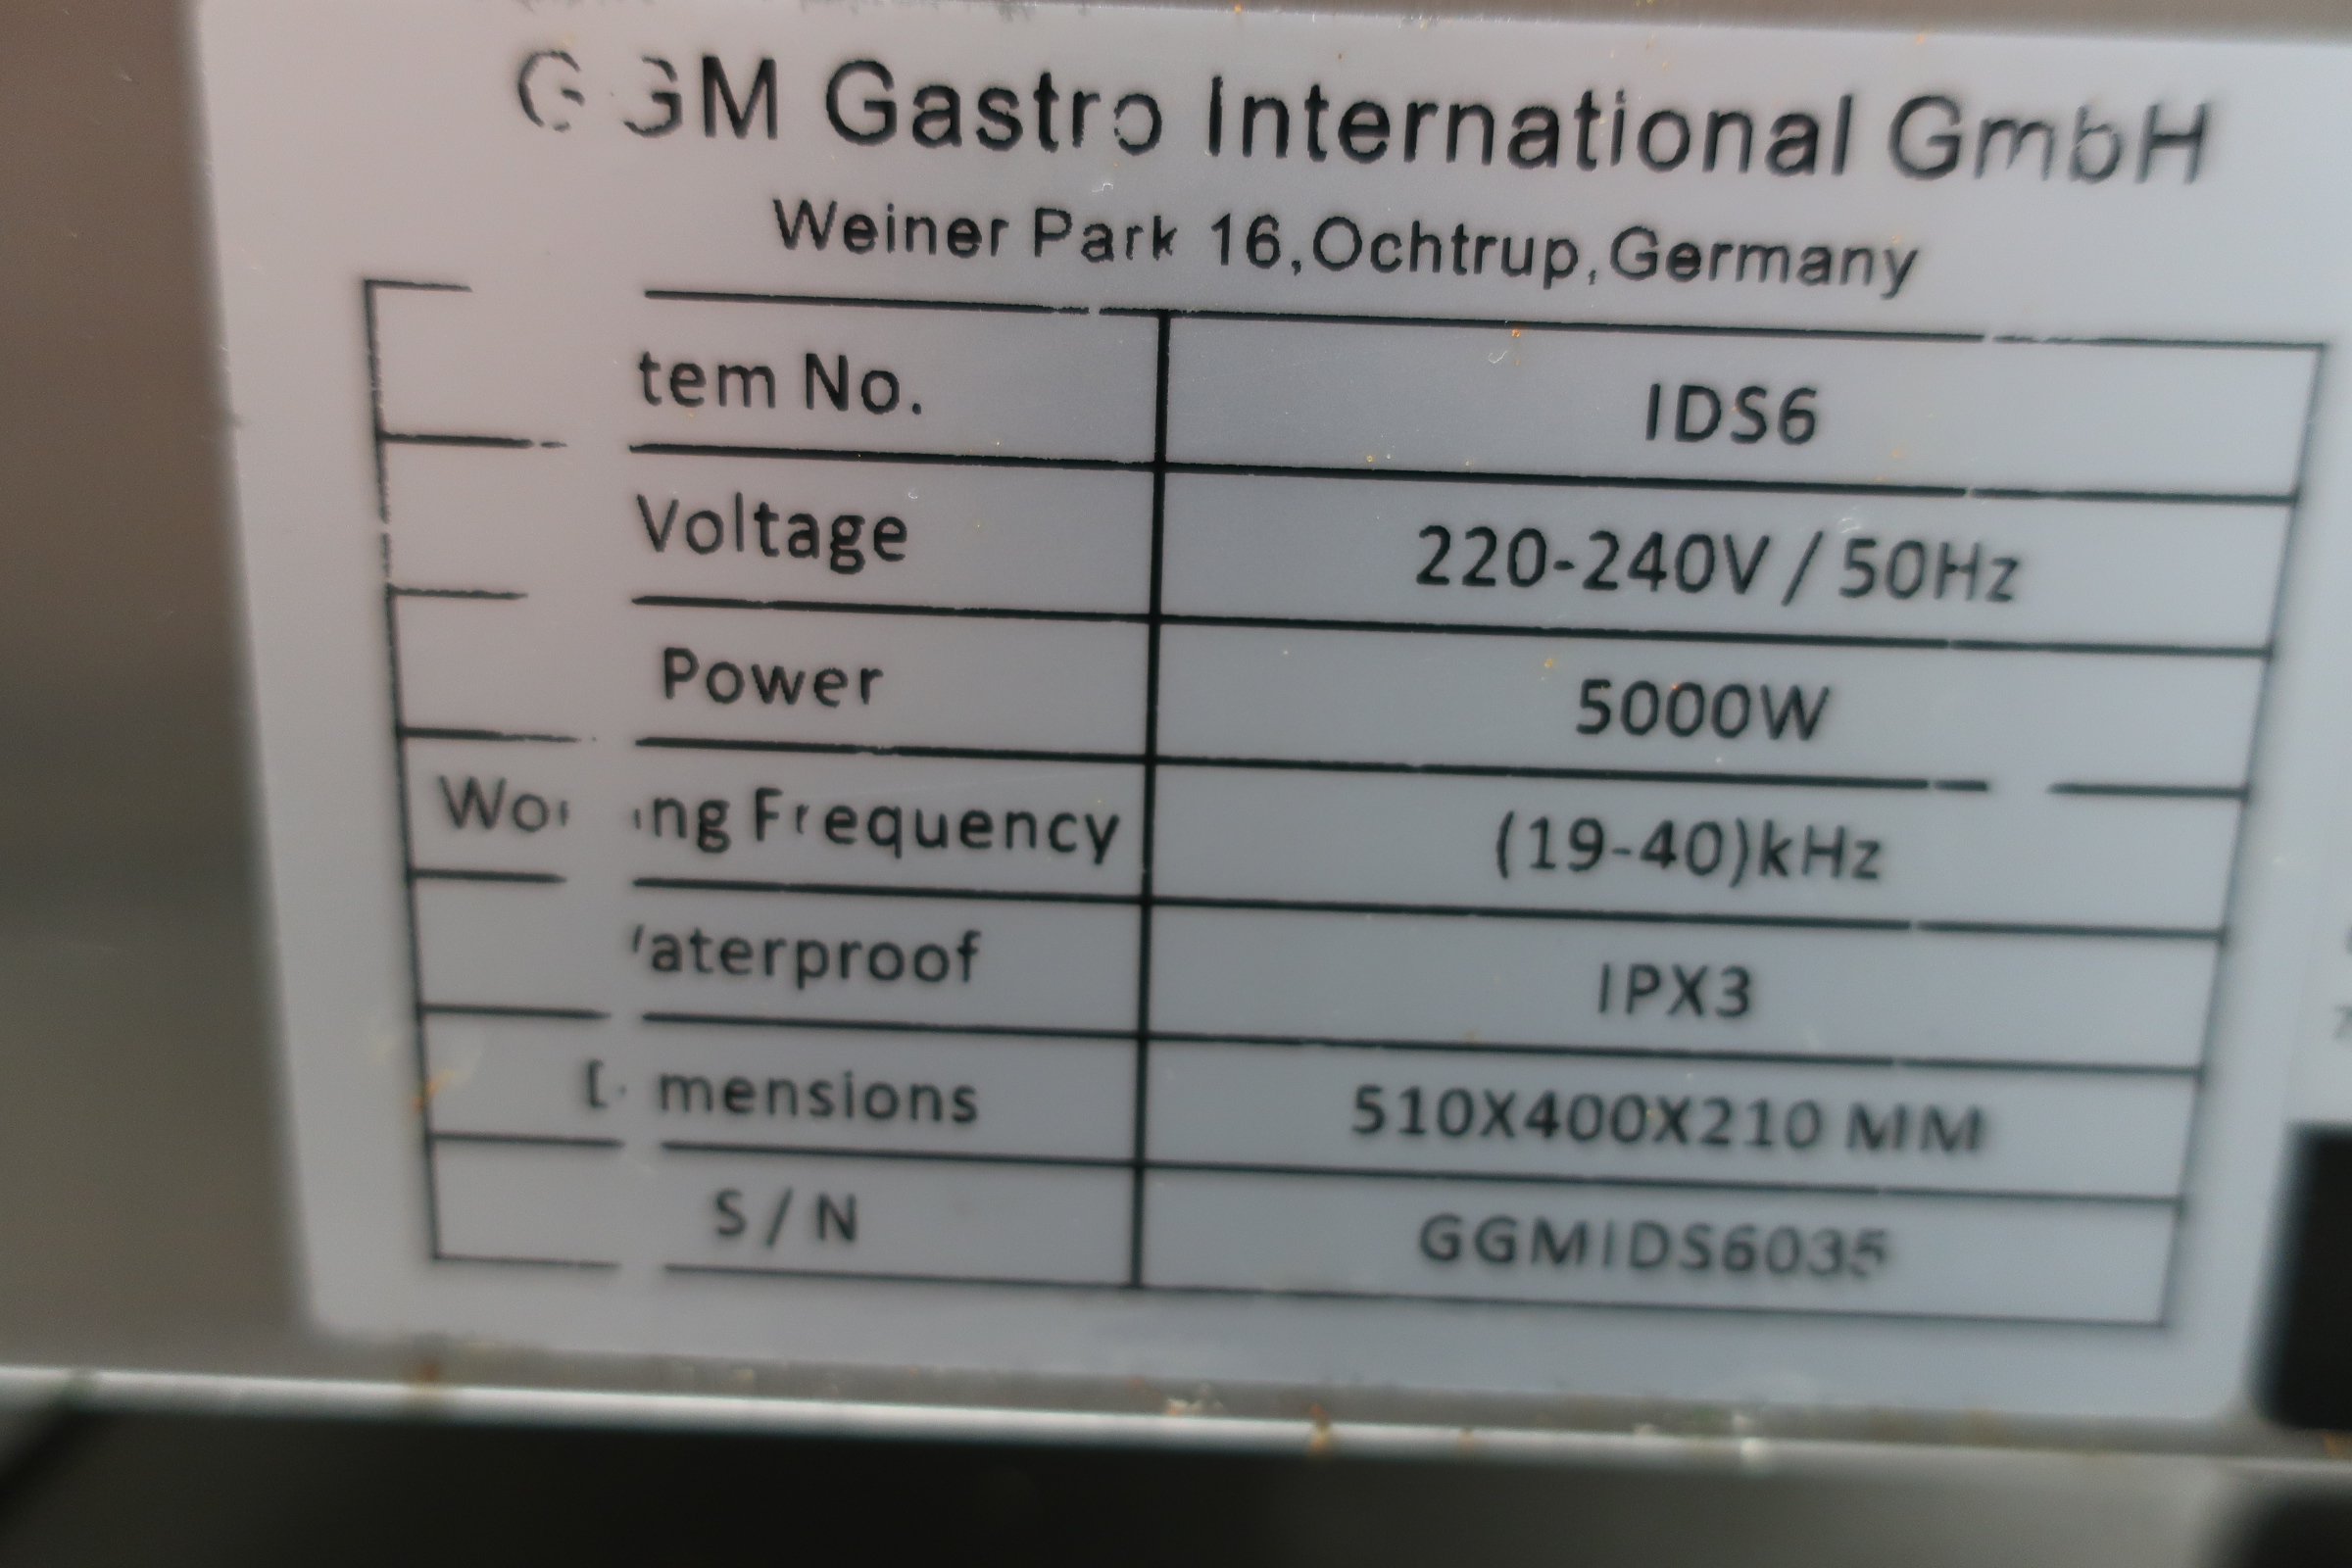 GGM Gastro International GmbH
Weiner Park 16,Ochtrup,Germany
tem No. IDS6
Voltage 220-240V / 50Hz
Power 5000W
Frequency (19-40)kHz
aterproof IPX3
mensions 510X400X210 MM
S / N GGMIDS6035